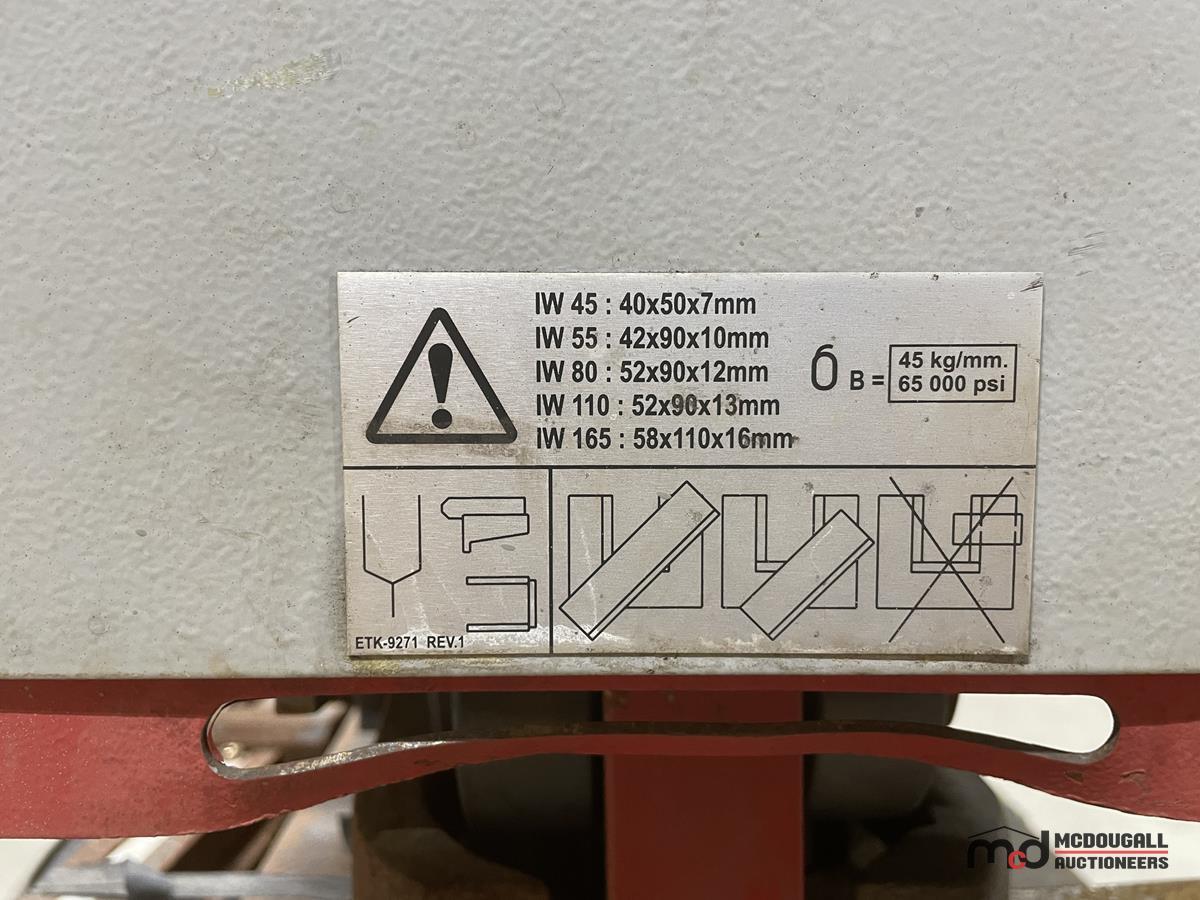 IW 45 : 40x50x7mm
IW 55 : 42x90x10mm
IW 80 : 52x90x12mm
IW 110 : 52x90x13mm
IW 165 : 58x110x16mm
б B = 45 kg/mm.
65 000 psi
ETK-9271 REV.1
mcd MCDOUGALL
AUCTIONEERS